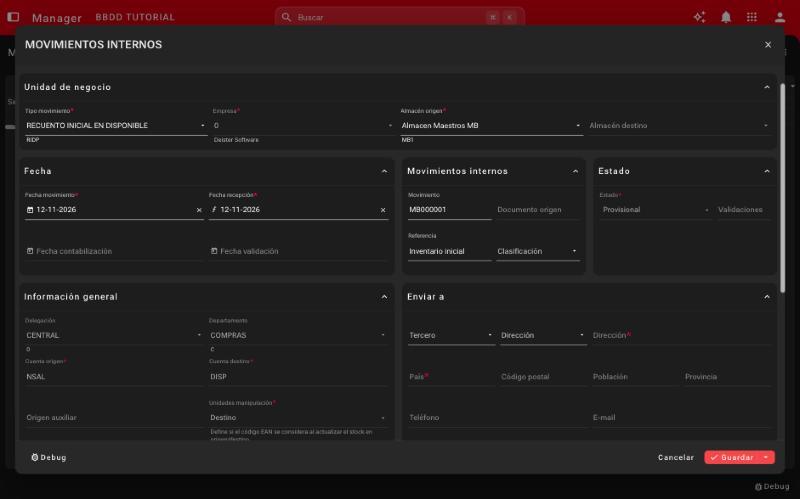 Manager BBDD TUTORIAL Buscar ⌘ K
MOVIMIENTOS INTERNOS
Unidad de negocio
Tipo movimiento* Empresa* Almacén origen*
RECUENTO INICIAL EN DISPONIBLE 0 Almacen Maestros MB Almacén destino
RIDP Deister Software MB1
Fecha Movimientos internos Estado
Fecha movimiento* Fecha recepción* Movimiento Estado*
12-11-2026 12-11-2026 MB000001 Documento origen Provisional Validaciones
Referencia
Fecha contabilización Fecha validación Inventario inicial Clasificación
Información general Enviar a
Delegación Departamento
CENTRAL COMPRAS Tercero Dirección Dirección*
0 C
Cuenta origen* Cuenta destino*
NSAL DISP País* Código postal Población Provincia
Unidades manipulación*
Origen auxiliar Destino Teléfono E-mail
Define si el código EAN se considera al actualizar el stock en
origen/destino
Debug Cancelar Guardar
Debug